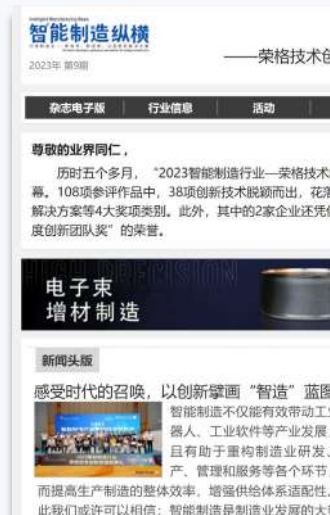 智能制造纵横
2023年 第9期
——荣格技术创
杂志电子版 行业信息 活动
尊敬的业界同仁，
历时五个多月，“2023智能制造行业—荣格技术
幕。108项参评作品中，38项创新技术脱颖而出，花落
解决方案等4大奖项类别。此外，其中的2家企业还凭
度创新团队奖”的荣誉。
HIGH PRECISION
电子束
增材制造
新闻头版
感受时代的召唤，以创新擘画“智造”蓝图
智能制造不仅能有效带动工业
器人、工业软件等产业发展，
且有助于重构制造业研发、
产、管理和服务等各个环节，
而提高生产制造的整体效率，增强供给体系适配性。
此我们或许可以相信：智能制造是制造业发展的大